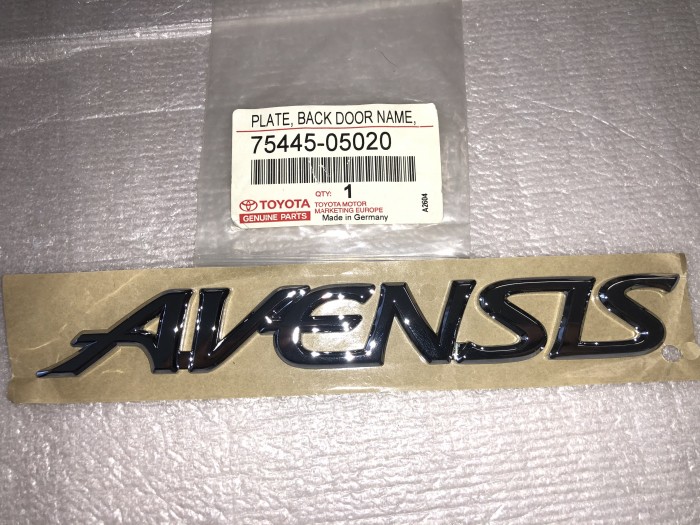 PLATE, BACK DOOR NAME,
75445-05020
QTY: 1
TOYOTA
GENUINE PARTS
TOYOTA MOTOR
MARKETING EUROPE
Made in Germany
A2604
AVENSIS